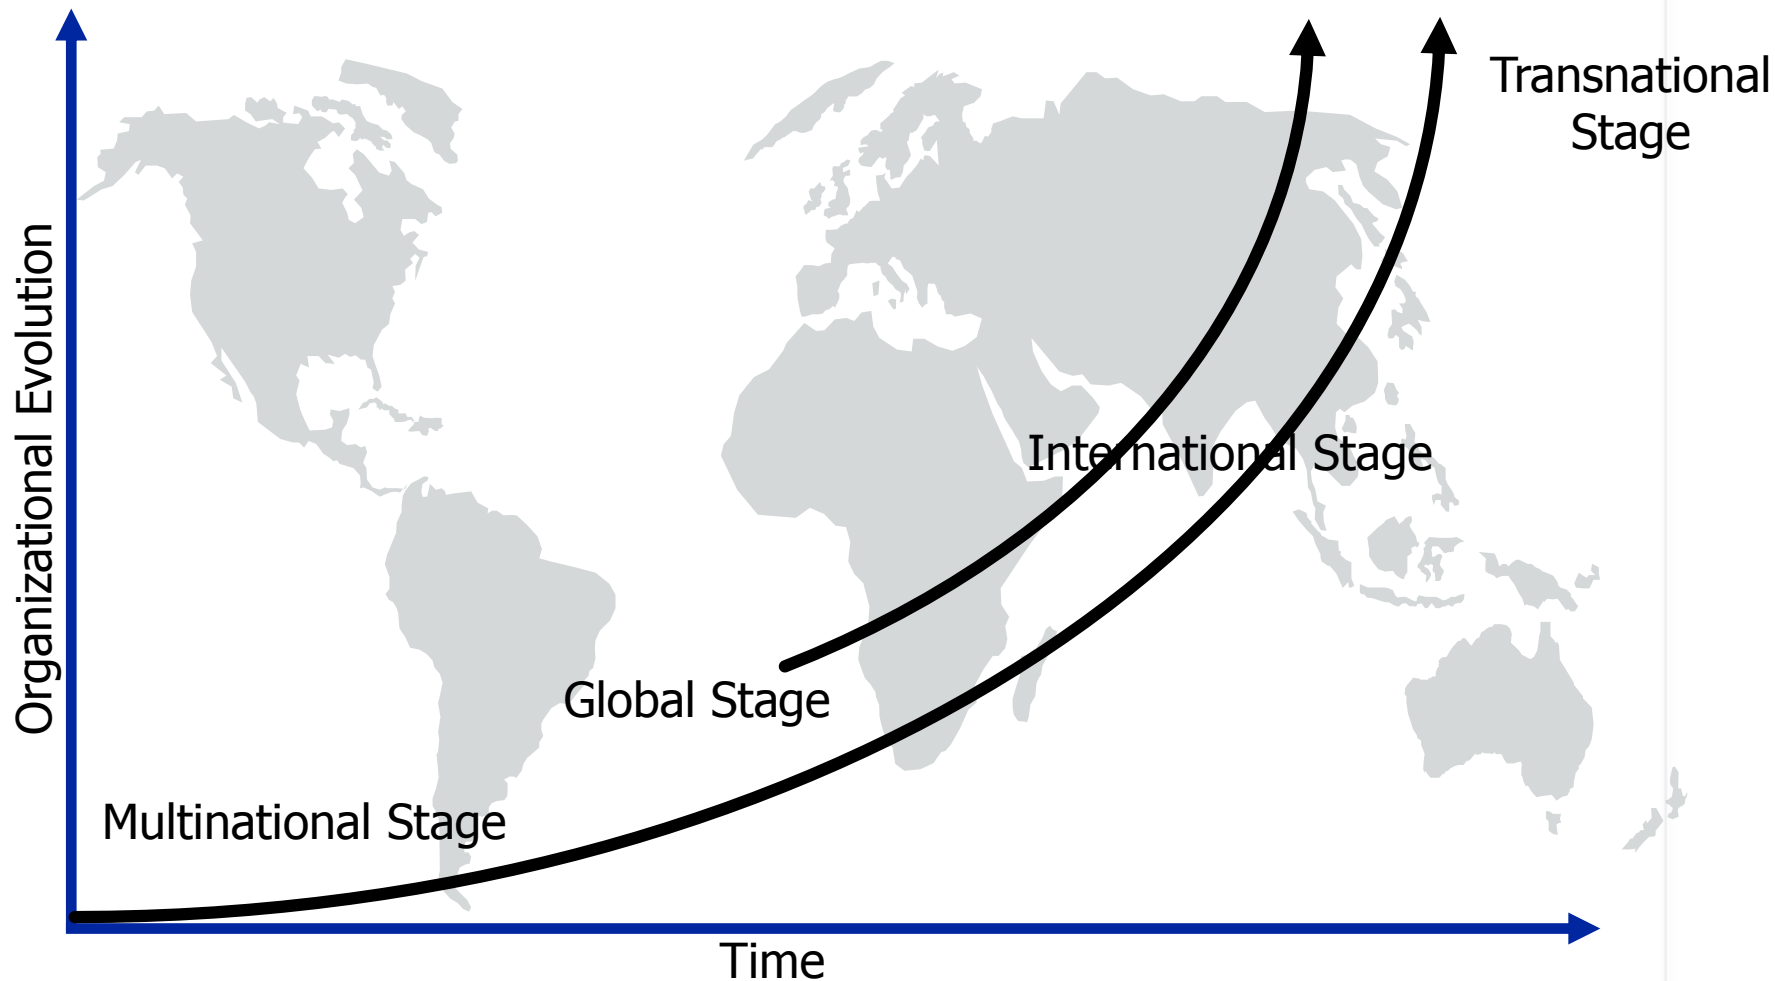 Transnational
Stage
Organizational Evolution
International Stage
Global Stage
Multinational Stage
Time